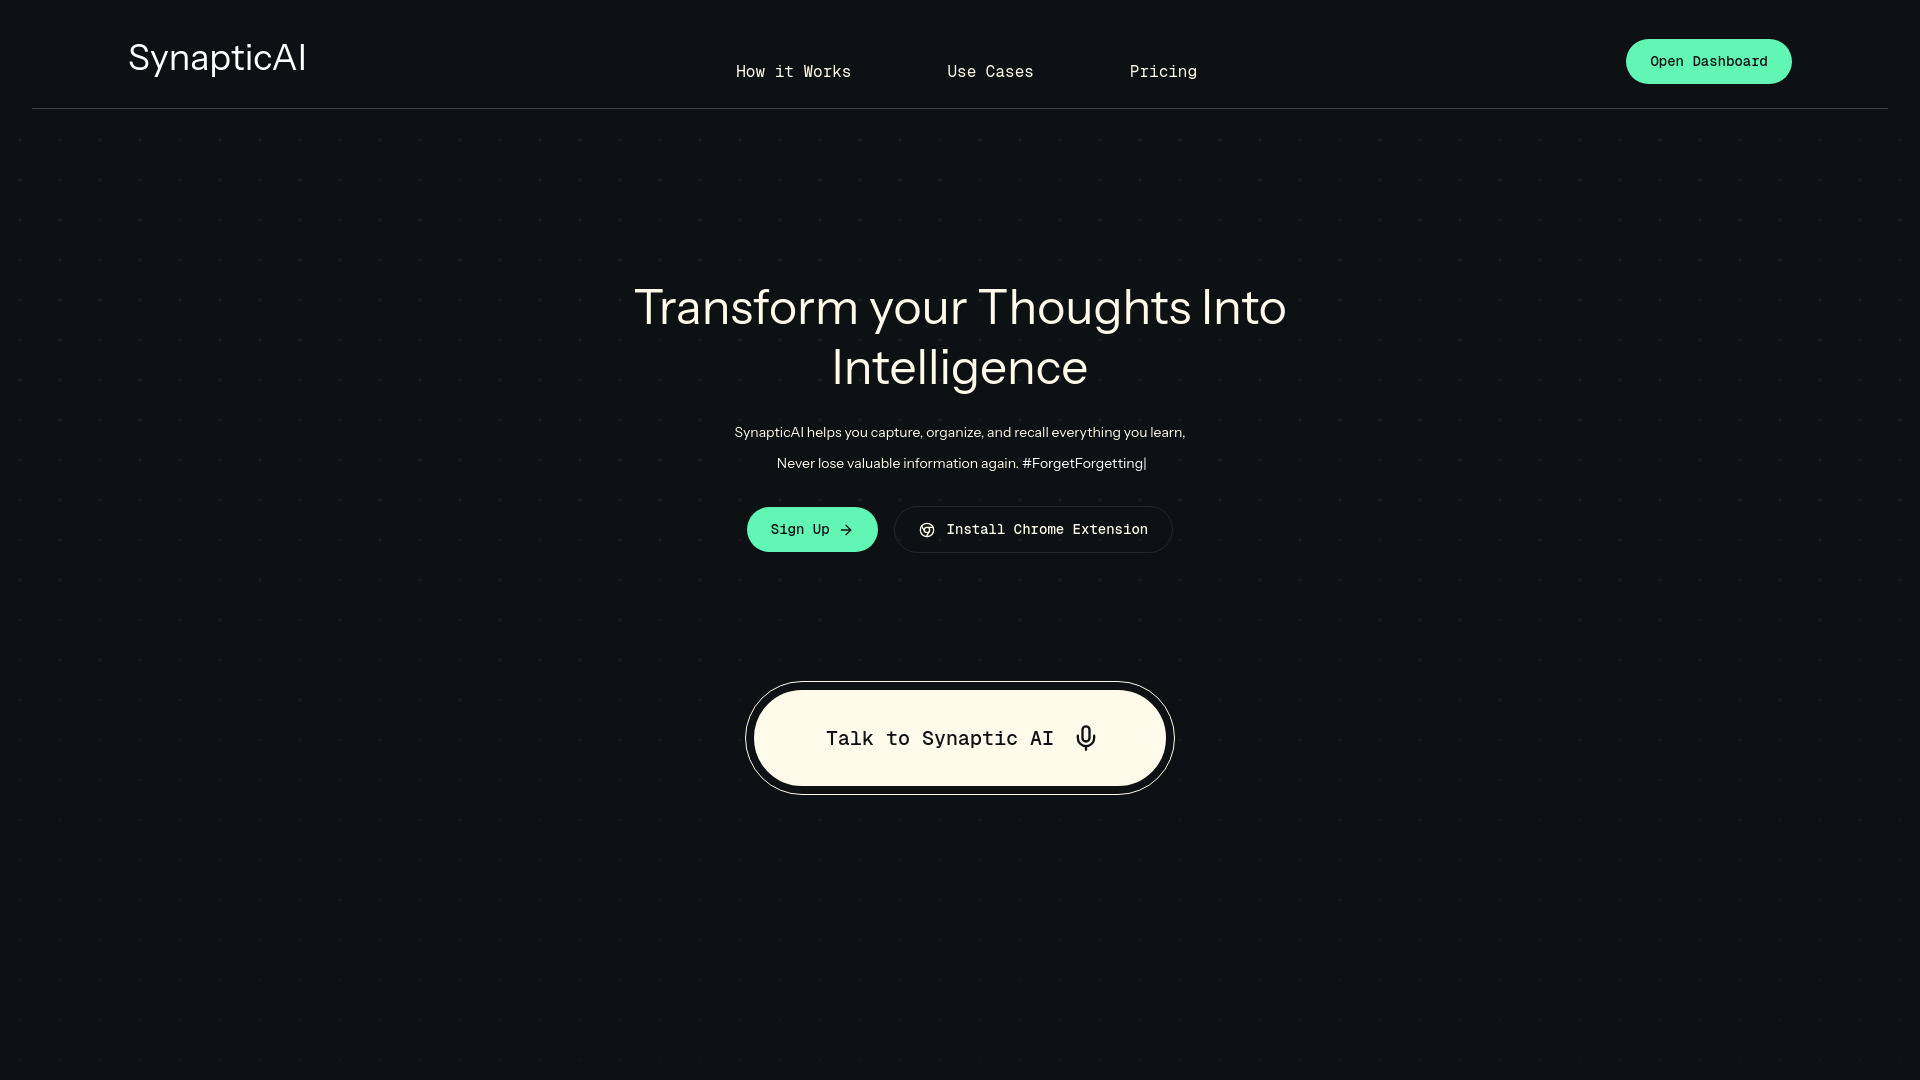 SynapticAI
How it Works
Use Cases
Pricing
Open Dashboard
Transform your Thoughts Into
Intelligence
SynapticAI helps you capture, organize, and recall everything you learn,
Never lose valuable information again. #ForgetForgetting|
Sign Up
Install Chrome Extension
Talk to Synaptic AI